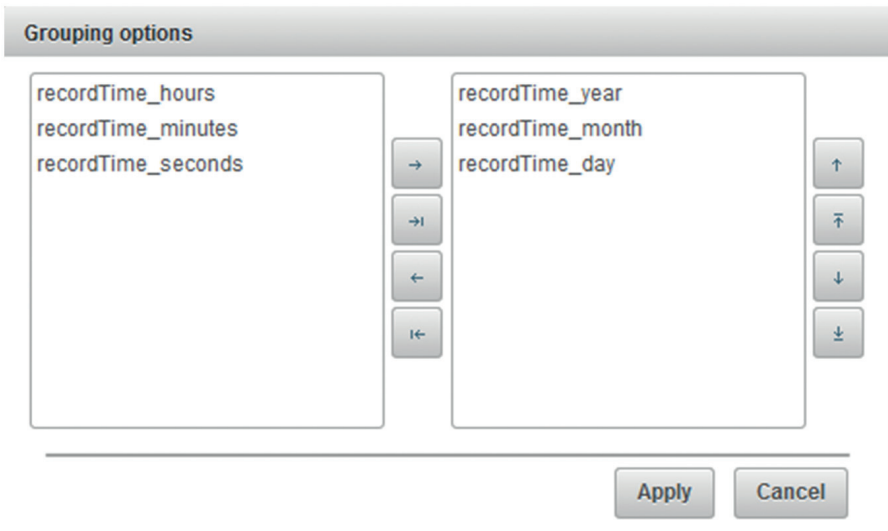 Grouping options
recordTime_hours
recordTime_minutes
recordTime_seconds
recordTime_year
recordTime_month
recordTime_day
Apply
Cancel